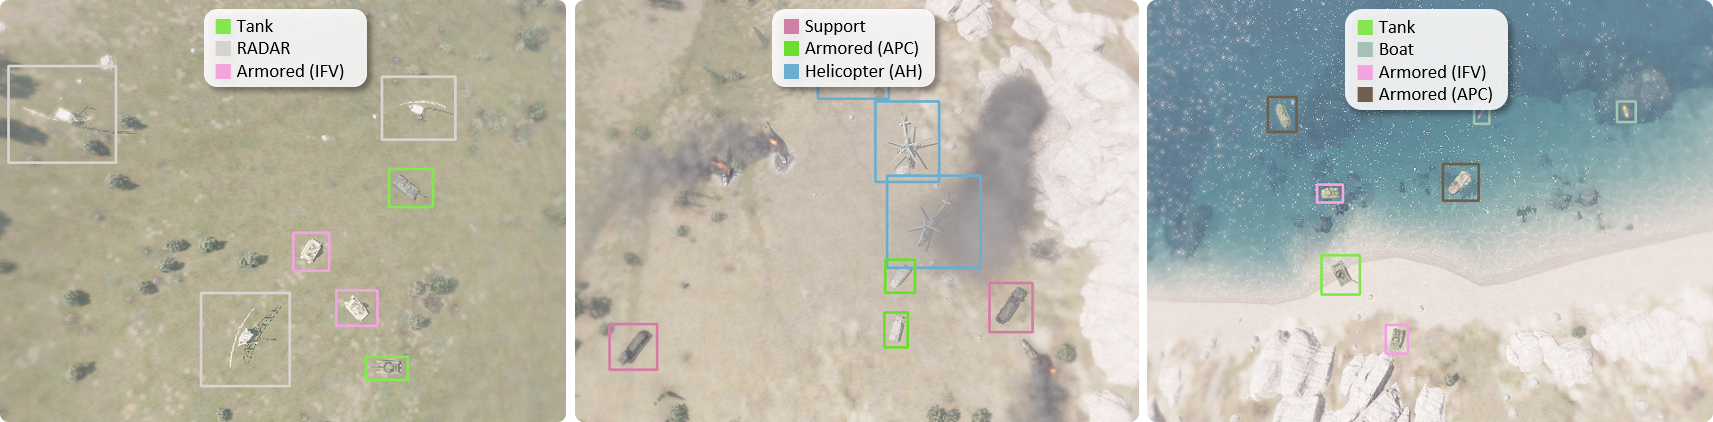 Tank
RADAR
Armored (IFV)
Support
Armored (APC)
Helicopter (AH)
Tank
Boat
Armored (IFV)
Armored (APC)